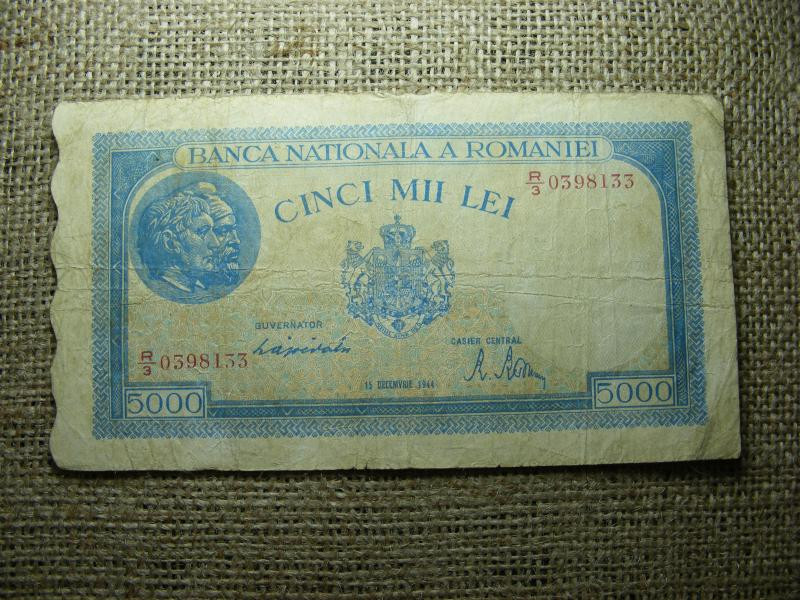 BANCA NATIONALA A ROMANIEI
CINCI MII LEI
R/3 0398133
GUVERNATOR
CASIER CENTRAL
R/3 0398133
15 DECEMVRIE 1944
5000
5000